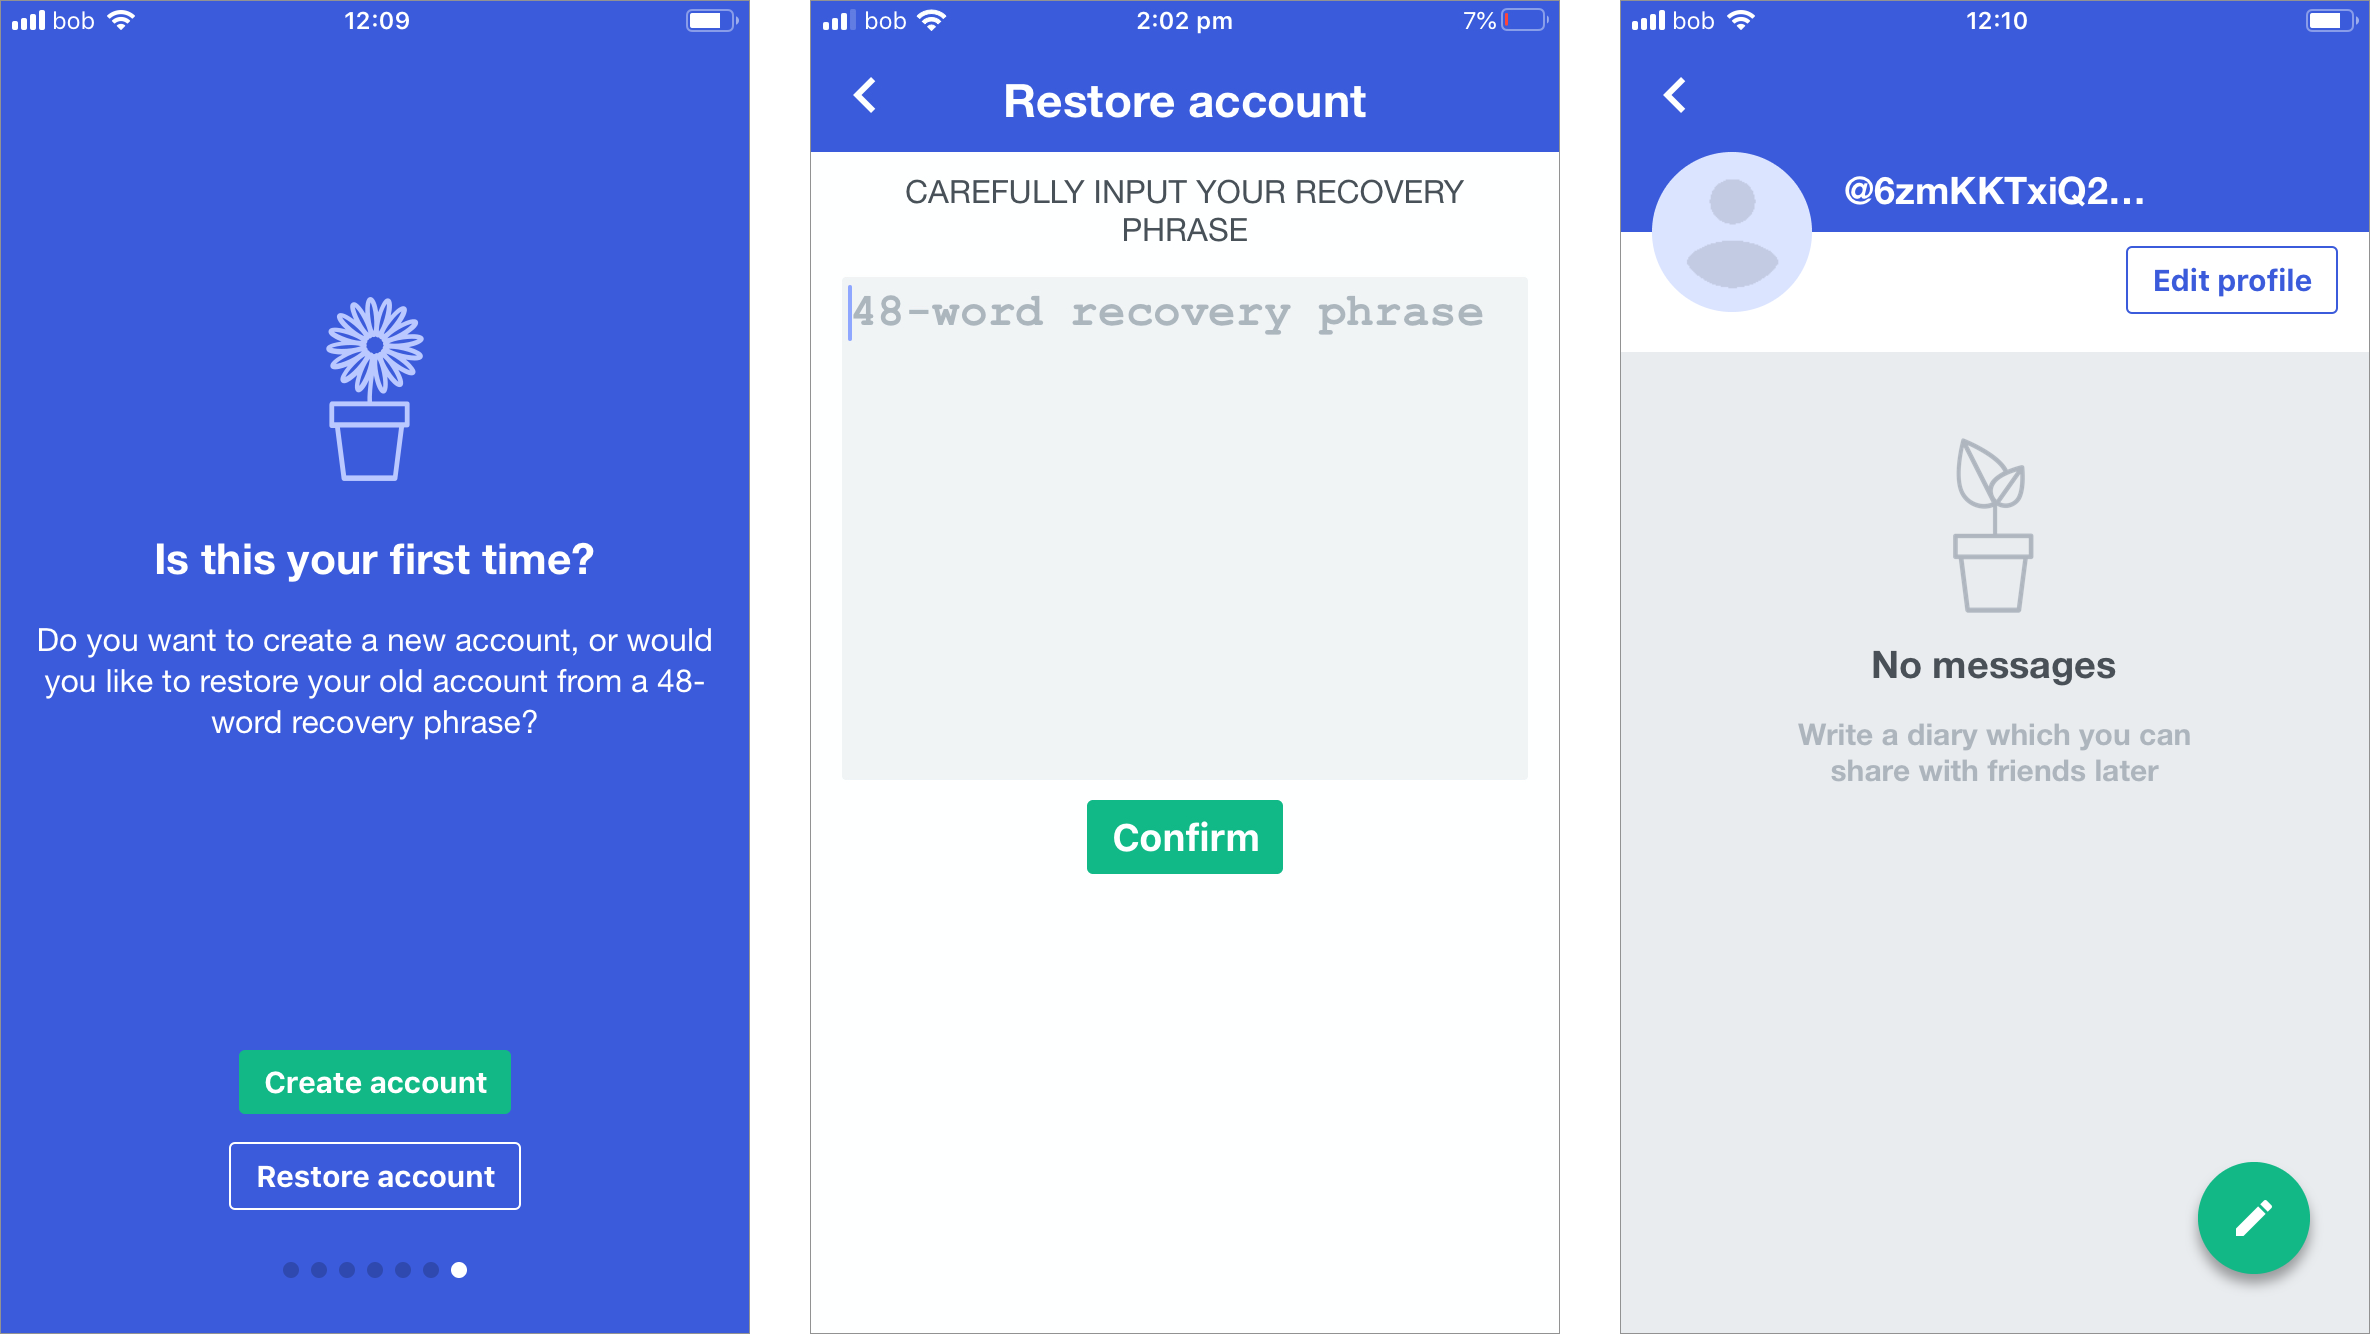 bob
12:09
Is this your first time?
Do you want to create a new account, or would
you like to restore your old account from a 48-
word recovery phrase?
Create account
Restore account
bob
2:02 pm
7%
Restore account
CAREFULLY INPUT YOUR RECOVERY
PHRASE
48-word recovery phrase
Confirm
bob
12:10
@6zmKKTxiQ2...
Edit profile
No messages
Write a diary which you can
share with friends later